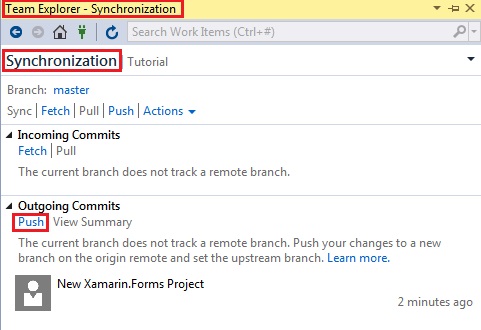 Team Explorer - Synchronization
Search Work Items (Ctrl+#)
Synchronization | Tutorial
Branch: master
Sync | Fetch | Pull | Push | Actions
Incoming Commits
Fetch | Pull
The current branch does not track a remote branch.
Outgoing Commits
Push View Summary
The current branch does not track a remote branch. Push your changes to a new
branch on the origin remote and set the upstream branch. Learn more.
New Xamarin.Forms Project
2 minutes ago